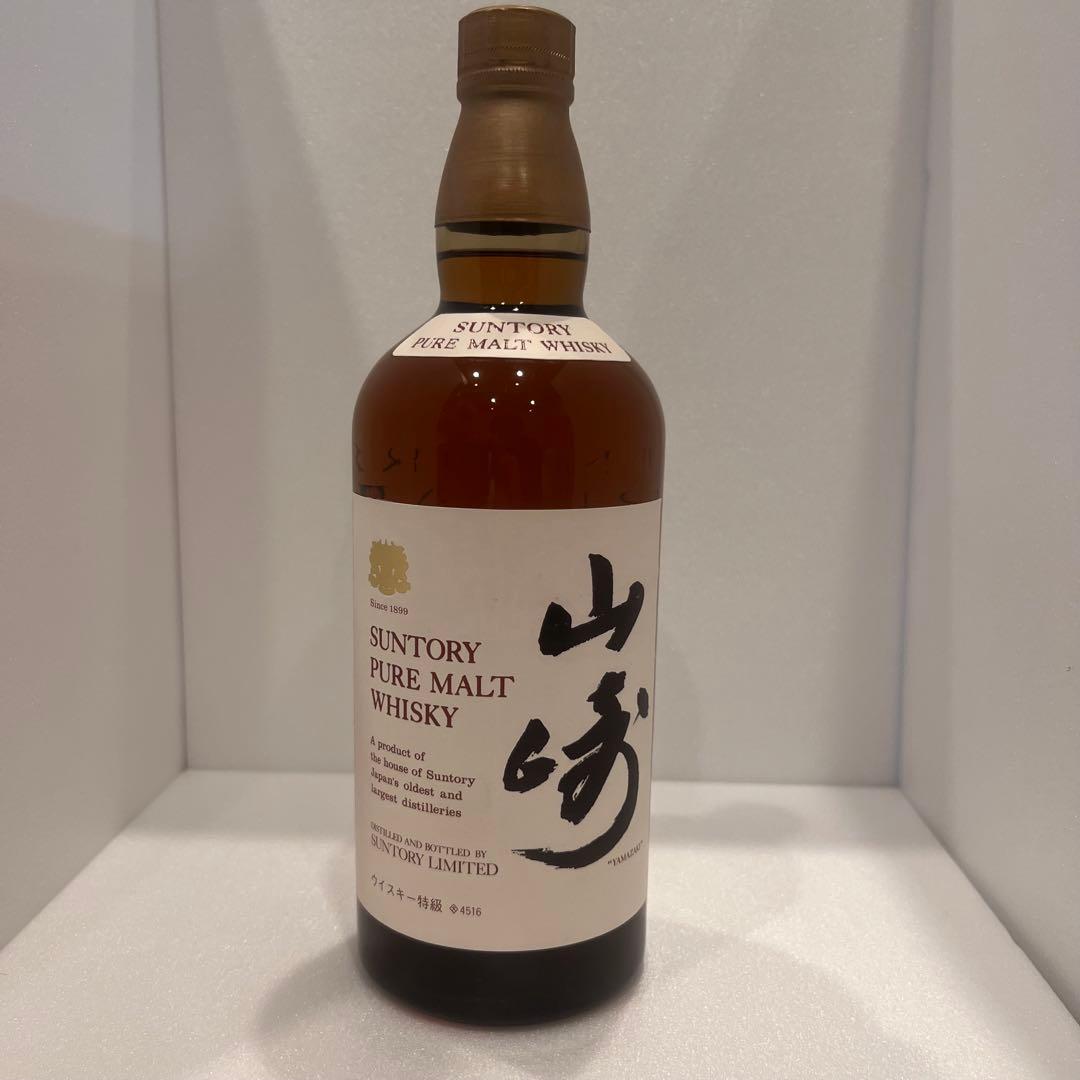 SUNTORY
PURE MALT WHISKY
Since 1899
SUNTORY
PURE MALT
WHISKY
山崎
A product of
the house of Suntory
Japan's oldest and
largest distilleries
DISTILLED AND BOTTLED BY
SUNTORY LIMITED
"YAMAZAKI"
ウイスキー特級 4516